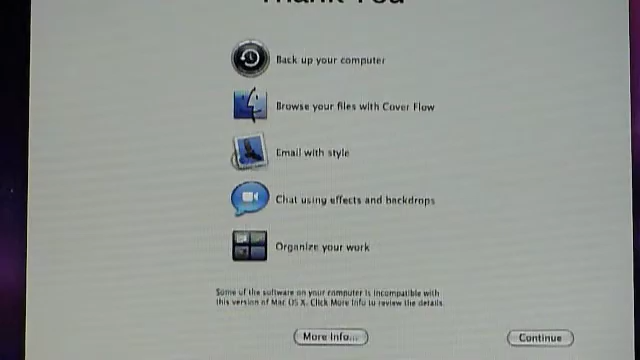 Thank You
Back up your computer
Browse your files with Cover Flow
Email with style
Chat using effects and backdrops
Organize your work
Some of the software on your computer is incompatible with
this version of Mac OS X. Click More Info to review the details.
More Info...
Continue